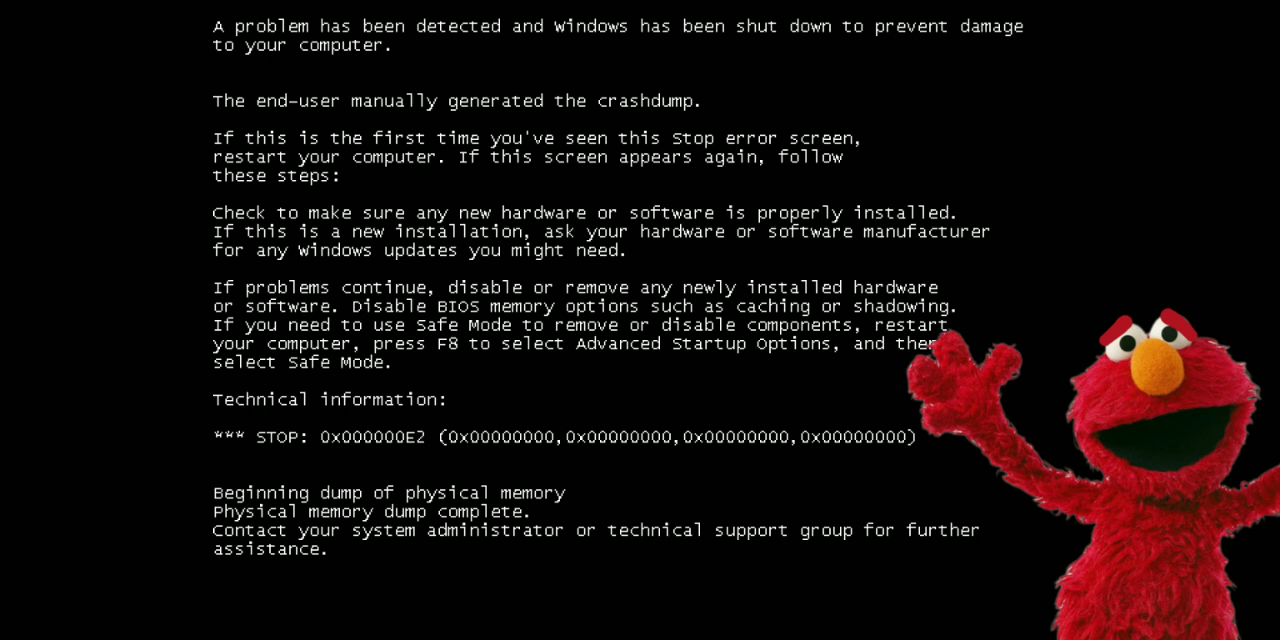 A problem has been detected and Windows has been shut down to prevent damage
to your computer.
The end-user manually generated the crashdump.
If this is the first time you've seen this Stop error screen,
restart your computer. If this screen appears again, follow
these steps:
Check to make sure any new hardware or software is properly installed.
If this is a new installation, ask your hardware or software manufacturer
for any Windows updates you might need.
If problems continue, disable or remove any newly installed hardware
or software. Disable BIOS memory options such as caching or shadowing.
If you need to use Safe Mode to remove or disable components, restart
your computer, press F8 to select Advanced Startup Options, and then
select Safe Mode.
Technical information:
*** STOP: 0x000000E2 (0x00000000,0x00000000,0x00000000,0x00000000)
Beginning dump of physical memory
Physical memory dump complete.
Contact your system administrator or technical support group for further
assistance.